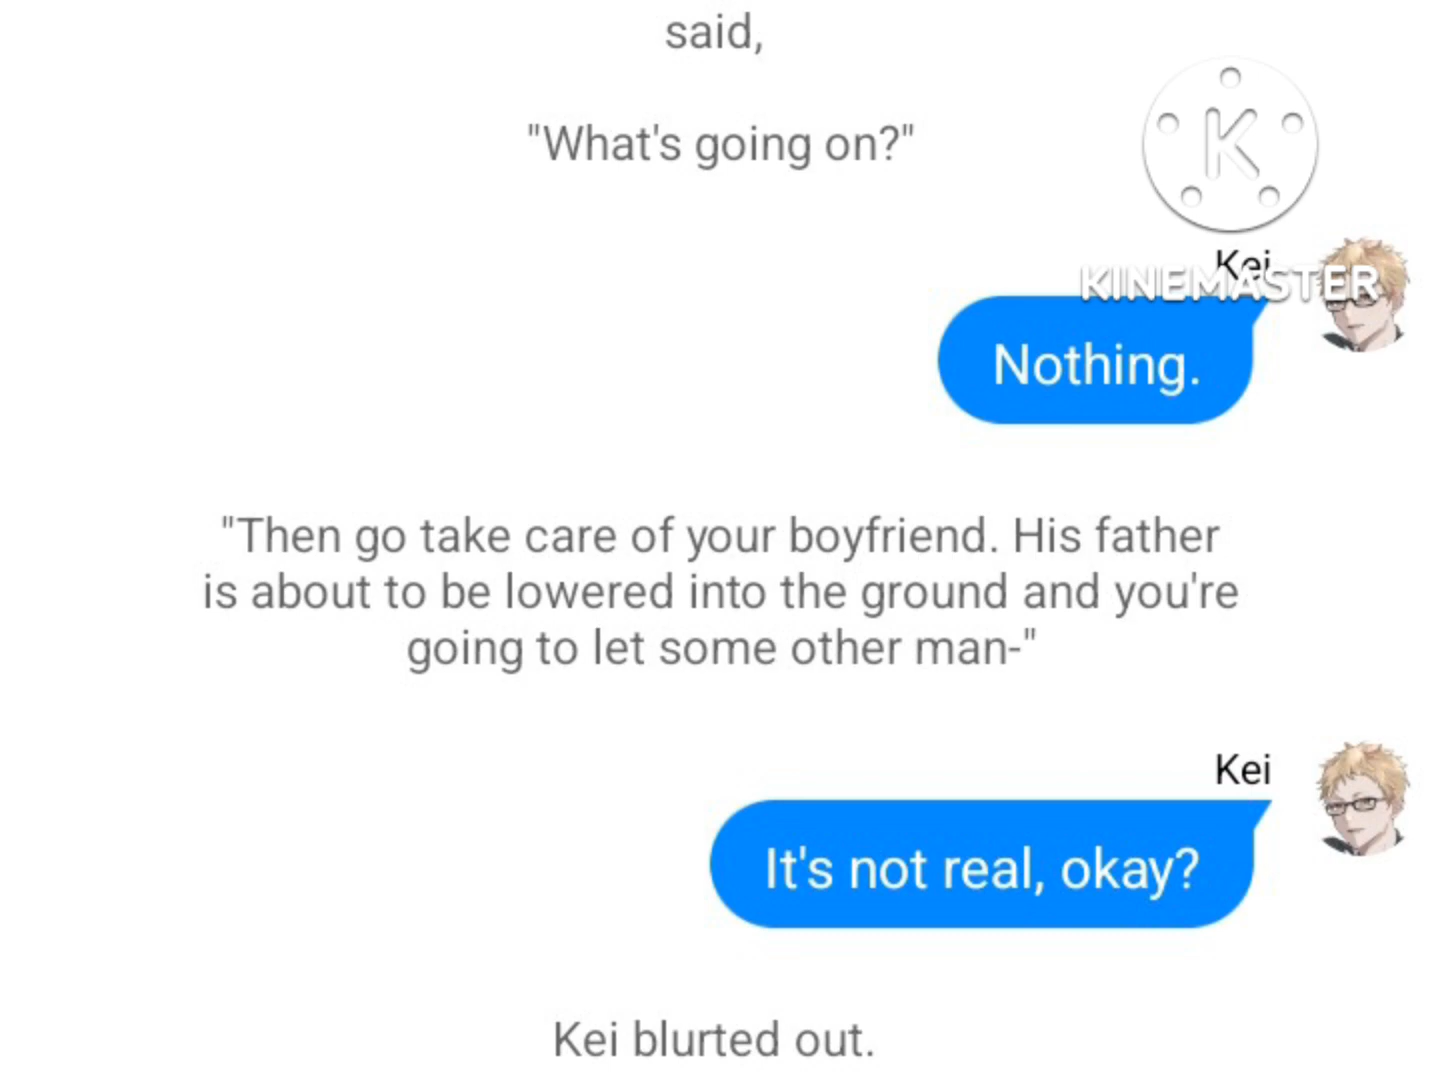 said,
"What's going on?"
K
Kei
KINEMASTER
Nothing.
"Then go take care of your boyfriend. His father
is about to be lowered into the ground and you're
going to let some other man-"
Kei
It's not real, okay?
Kei blurted out.